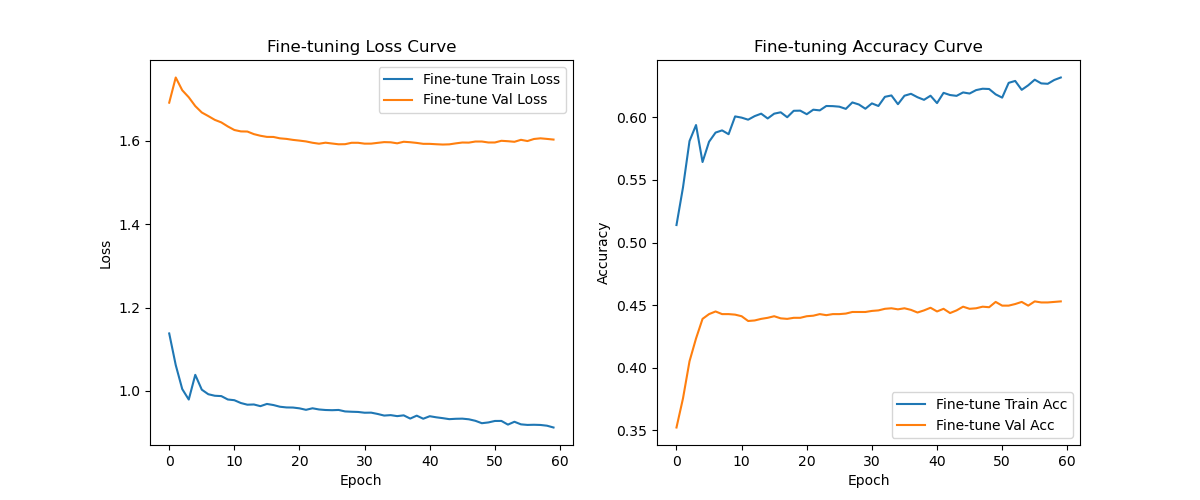 Fine-tuning Loss Curve
Fine-tune Train Loss
Fine-tune Val Loss
1.6
1.4
1.2
1.0
Loss
0 10 20 30 40 50 60
Epoch
Fine-tuning Accuracy Curve
0.60
0.55
0.50
0.45
0.40
0.35
Accuracy
Fine-tune Train Acc
Fine-tune Val Acc
0 10 20 30 40 50 60
Epoch